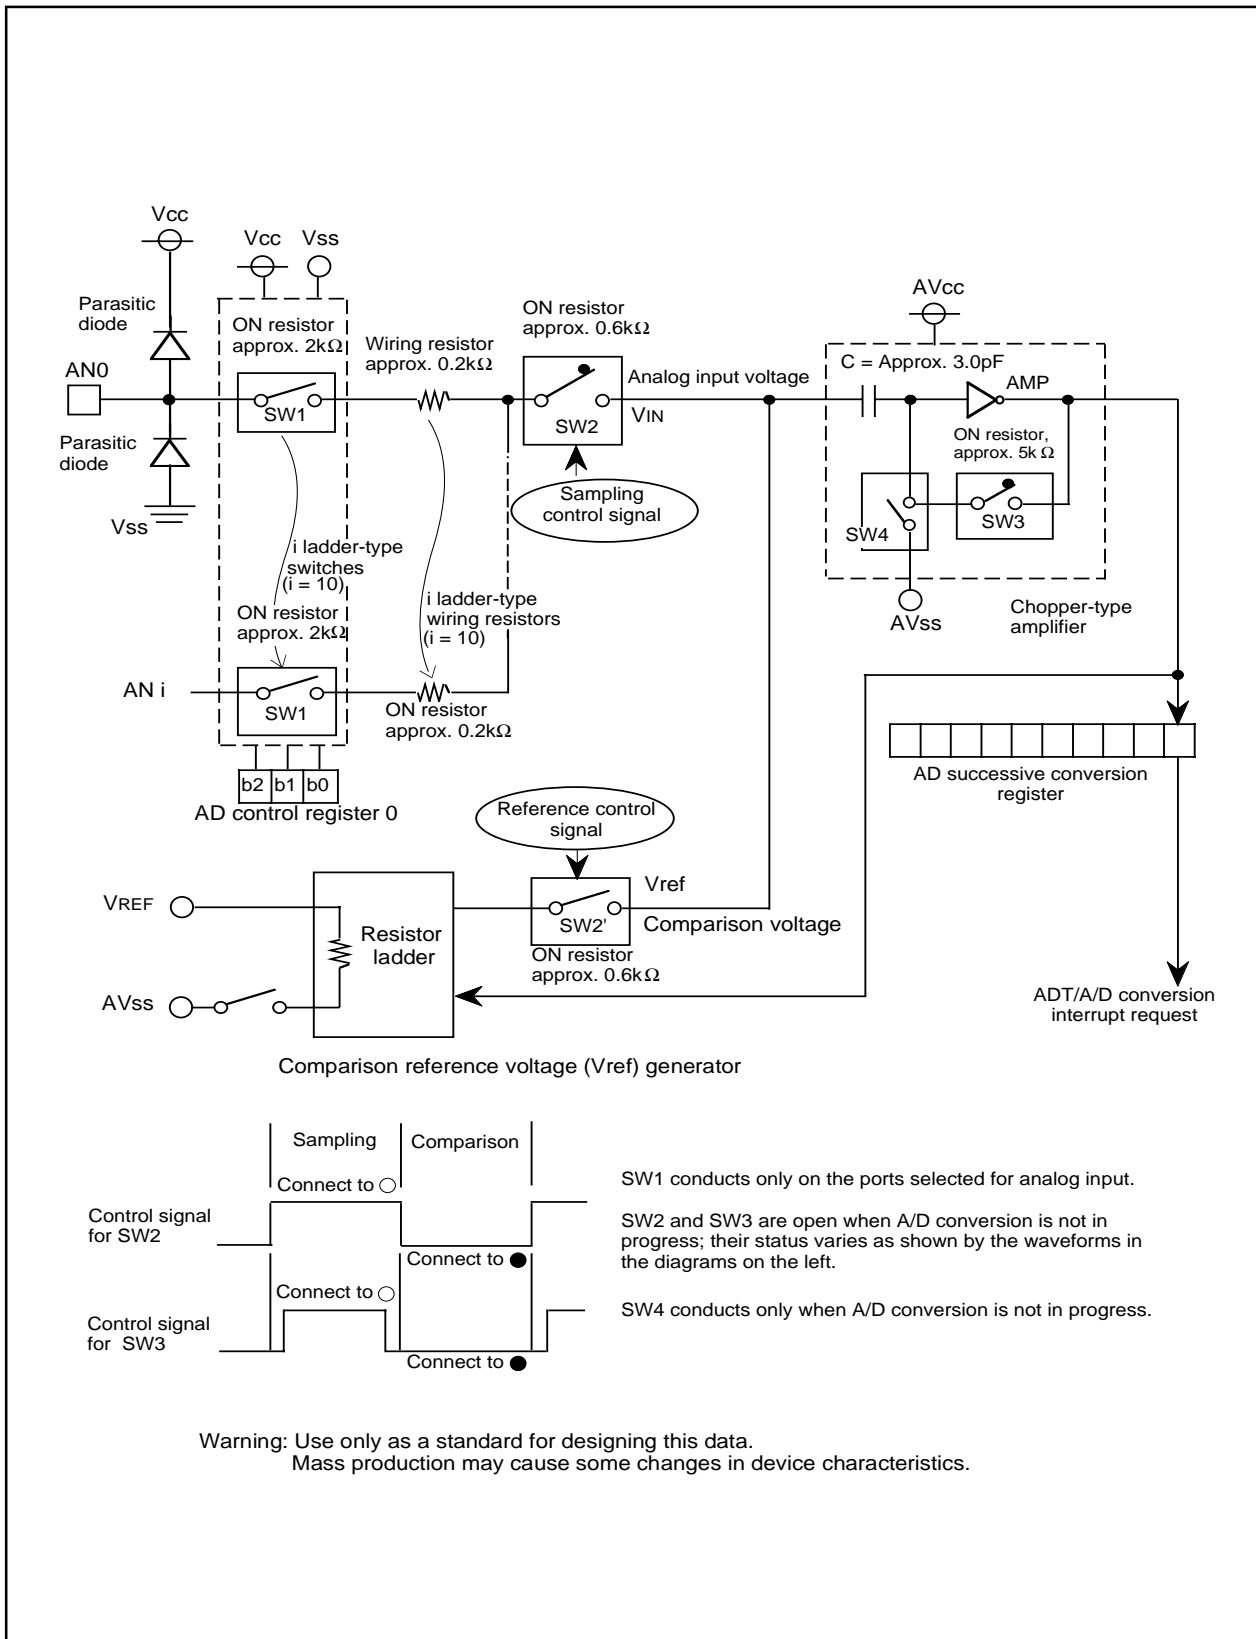 Vcc
Vcc
Vss
Parasitic
diode
ON resistor
approx. 2kΩ
Wiring resistor
approx. 0.2kΩ
ON resistor
approx. 0.6kΩ
AVcc
C = Approx. 3.0pF
AMP
AN0
SW1
SW2
Analog input voltage
VIN
Parasitic
diode
Vss
Sampling
control signal
ON resistor,
approx. 5k Ω
SW3
SW4
AVss
Chopper-type
amplifier
i ladder-type
switches
(i = 10)
ON resistor
approx. 2kΩ
i ladder-type
wiring resistors
(i = 10)
AN i
SW1
ON resistor
approx. 0.2kΩ
b2 b1 b0
AD control register 0
AD successive conversion
register
Reference control
signal
VREF
Resistor
ladder
SW2'
Vref
Comparison voltage
ON resistor
approx. 0.6kΩ
AVss
ADT/A/D conversion
interrupt request
Comparison reference voltage (Vref) generator
Sampling
Comparison
Connect to
Control signal
for SW2
Connect to
Connect to
Control signal
for SW3
Connect to
SW1 conducts only on the ports selected for analog input.
SW2 and SW3 are open when A/D conversion is not in
progress; their status varies as shown by the waveforms in
the diagrams on the left.
SW4 conducts only when A/D conversion is not in progress.
Warning: Use only as a standard for designing this data.
Mass production may cause some changes in device characteristics.